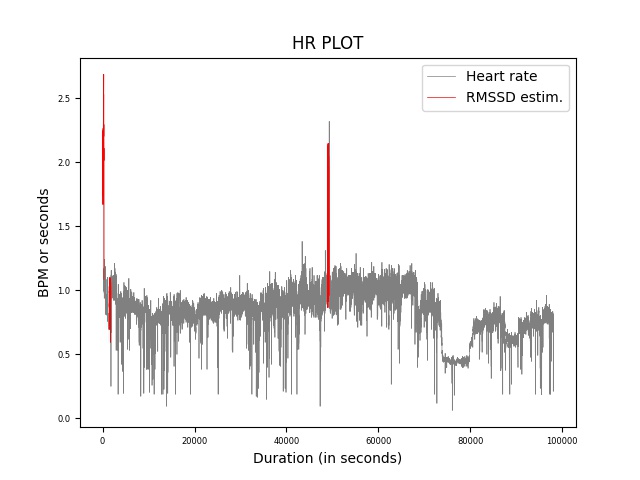 HR PLOT
Heart rate
RMSSD estim.
BPM or seconds
2.5
2.0
1.5
1.0
0.5
0.0
0 20000 40000 60000 80000 100000
Duration (in seconds)